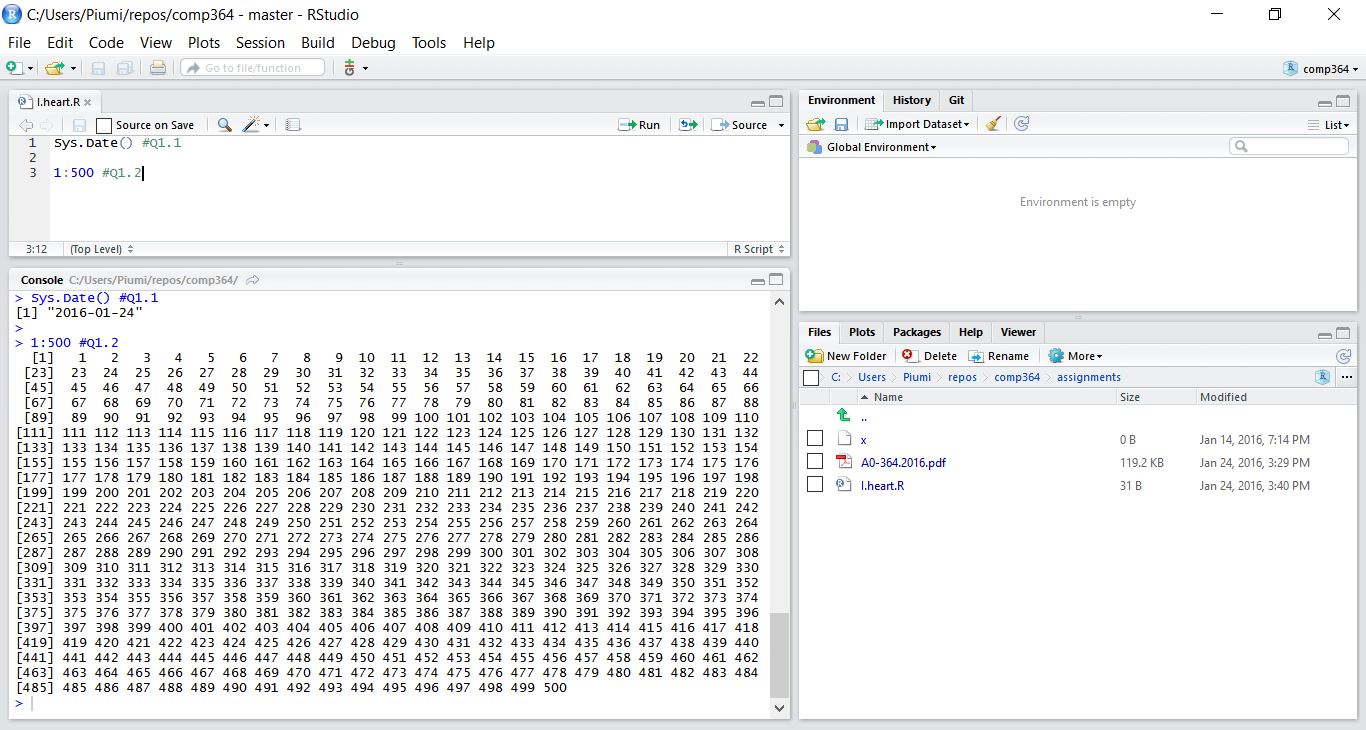 C:/Users/Piumi/repos/comp364 - master - RStudio
File Edit Code View Plots Session Build Debug Tools Help
Go to file/function
comp364
I.heart.R
Source on Save
Run
Source
1 Sys.Date() #Q1.1
2
3 1:500 #Q1.2
3:12
(Top Level)
R Script
Console C:/Users/Piumi/repos/comp364/
> Sys.Date() #Q1.1
[1] "2016-01-24"
>
> 1:500 #Q1.2
[1] 1 2 3 4 5 6 7 8 9 10 11 12 13 14 15 16 17 18 19 20 21 22
[23] 23 24 25 26 27 28 29 30 31 32 33 34 35 36 37 38 39 40 41 42 43 44
[45] 45 46 47 48 49 50 51 52 53 54 55 56 57 58 59 60 61 62 63 64 65 66
[67] 67 68 69 70 71 72 73 74 75 76 77 78 79 80 81 82 83 84 85 86 87 88
[89] 89 90 91 92 93 94 95 96 97 98 99 100 101 102 103 104 105 106 107 108 109 110
[111] 111 112 113 114 115 116 117 118 119 120 121 122 123 124 125 126 127 128 129 130 131 132
[133] 133 134 135 136 137 138 139 140 141 142 143 144 145 146 147 148 149 150 151 152 153 154
[155] 155 156 157 158 159 160 161 162 163 164 165 166 167 168 169 170 171 172 173 174 175 176
[177] 177 178 179 180 181 182 183 184 185 186 187 188 189 190 191 192 193 194 195 196 197 198
[199] 199 200 201 202 203 204 205 206 207 208 209 210 211 212 213 214 215 216 217 218 219 220
[221] 221 222 223 224 225 226 227 228 229 230 231 232 233 234 235 236 237 238 239 240 241 242
[243] 243 244 245 246 247 248 249 250 251 252 253 254 255 256 257 258 259 260 261 262 263 264
[265] 265 266 267 268 269 270 271 272 273 274 275 276 277 278 279 280 281 282 283 284 285 286
[287] 287 288 289 290 291 292 293 294 295 296 297 298 299 300 301 302 303 304 305 306 307 308
[309] 309 310 311 312 313 314 315 316 317 318 319 320 321 322 323 324 325 326 327 328 329 330
[331] 331 332 333 334 335 336 337 338 339 340 341 342 343 344 345 346 347 348 349 350 351 352
[353] 353 354 355 356 357 358 359 360 361 362 363 364 365 366 367 368 369 370 371 372 373 374
[375] 375 376 377 378 379 380 381 382 383 384 385 386 387 388 389 390 391 392 393 394 395 396
[397] 397 398 399 400 401 402 403 404 405 406 407 408 409 410 411 412 413 414 415 416 417 418
[419] 419 420 421 422 423 424 425 426 427 428 429 430 431 432 433 434 435 436 437 438 439 440
[441] 441 442 443 444 445 446 447 448 449 450 451 452 453 454 455 456 457 458 459 460 461 462
[463] 463 464 465 466 467 468 469 470 471 472 473 474 475 476 477 478 479 480 481 482 483 484
[485] 485 486 487 488 489 490 491 492 493 494 495 496 497 498 499 500
>
Environment History Git
Import Dataset
List
Global Environment
Environment is empty
Files Plots Packages Help Viewer
New Folder Delete Rename More
C: Users Piumi repos comp364 assignments
Name Size Modified
..
x 0 B Jan 14, 2016, 7:14 PM
A0-364.2016.pdf 119.2 KB Jan 24, 2016, 3:29 PM
I.heart.R 31 B Jan 24, 2016, 3:40 PM